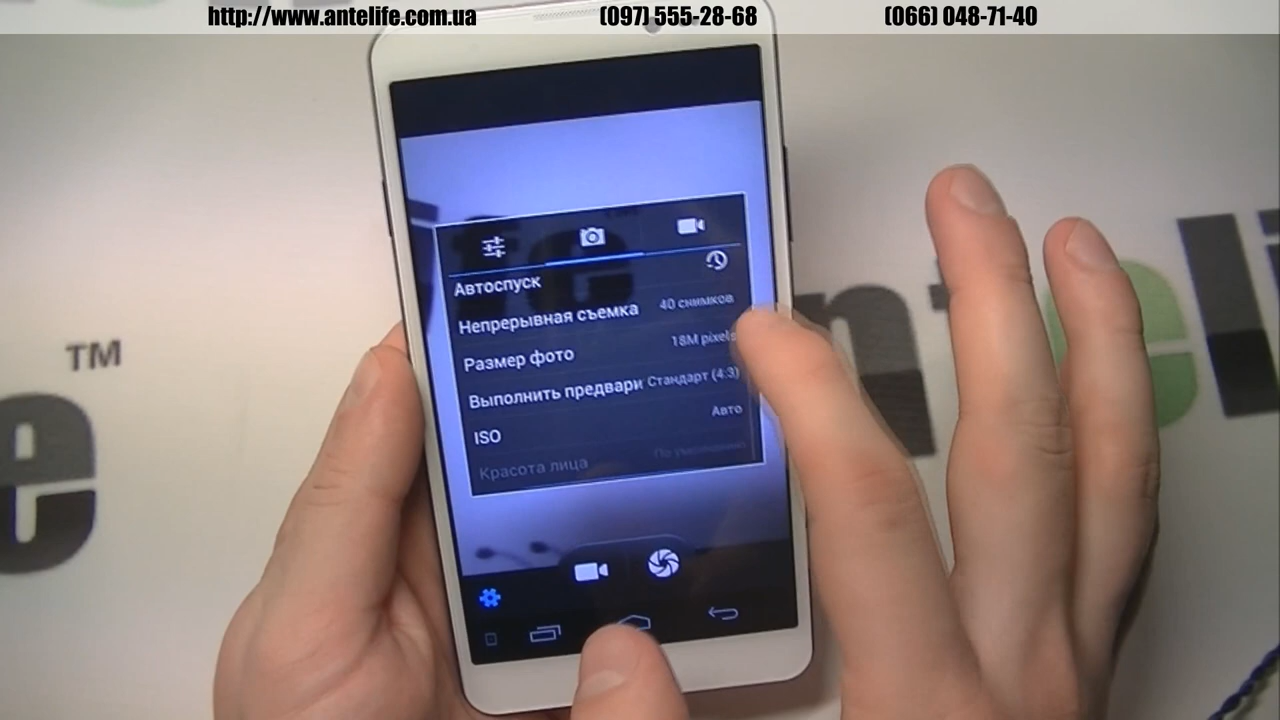 http://www.antelife.com.ua (097) 555-28-68 (066) 048-71-40
TM
e
nteli
Автоспуск
Непрерывная съемка 40 снимков
Размер фото 18M pixels
Выполнить предвари Стандарт (4:3)
ISO Авто
Красота лица По умолчанию